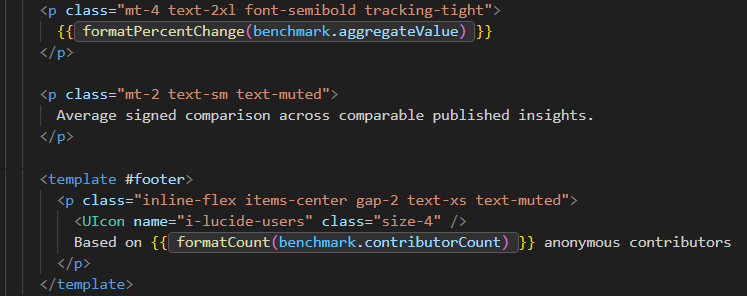 <p class="mt-4 text-2xl font-semibold tracking-tight">
{{ formatPercentChange(benchmark.aggregateValue) }}
</p>
<p class="mt-2 text-sm text-muted">
Average signed comparison across comparable published insights.
</p>
<template #footer>
<p class="inline-flex items-center gap-2 text-xs text-muted">
<UIcon name="i-lucide-users" class="size-4" />
Based on {{ formatCount(benchmark.contributorCount) }} anonymous contributors
</p>
</template>